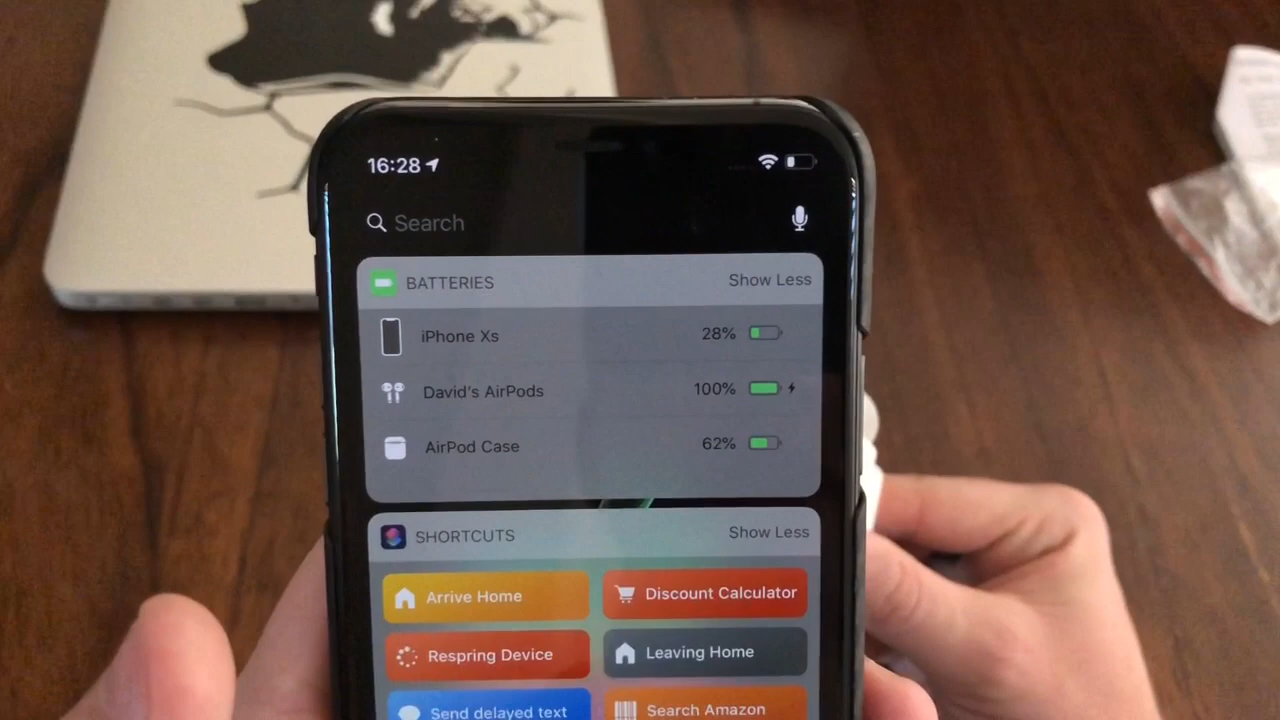 16:28
Search
BATTERIES Show Less
iPhone Xs 28%
David's AirPods 100%
AirPod Case 62%
SHORTCUTS Show Less
Arrive Home Discount Calculator
Respring Device Leaving Home
Send delayed text Search Amazon